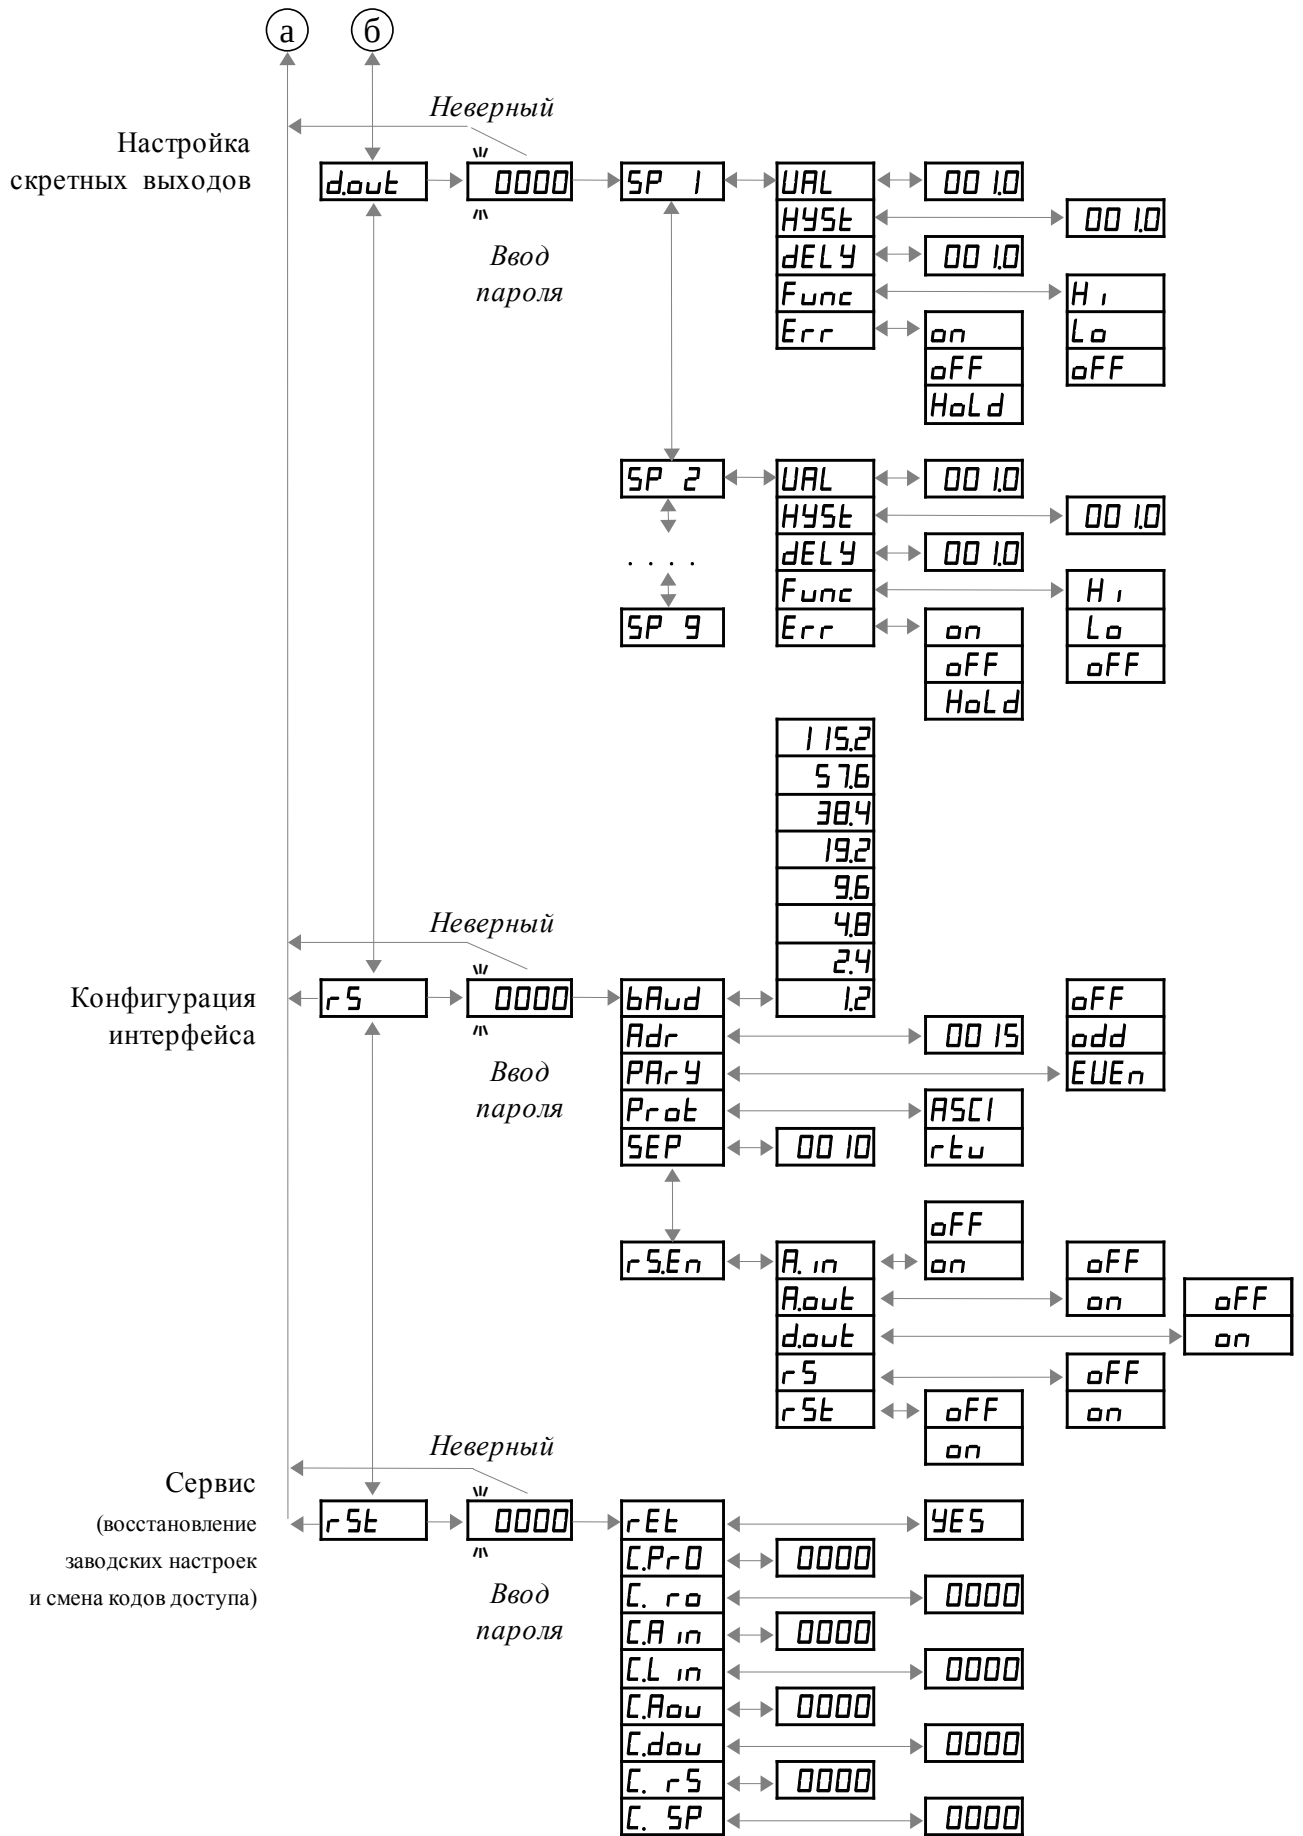 а б
Неверный
Настройка
скретных выходов
d.out 0000 SP 1 VAL 001.0
HYSt 001.0
Ввод
пароля
dELY 001.0
Func Hi
Err on Lo
oFF oFF
HoLd
SP 2 VAL 001.0
HYSt 001.0
. . . . dELY 001.0
Func Hi
SP 9 Err on Lo
oFF oFF
HoLd
115.2
57.6
38.4
19.2
9.6
4.8
2.4
Неверный
Конфигурация
интерфейса
rS 0000 bAud 1.2 oFF
Adr 0015 odd
Ввод
пароля
PArY EVEn
Prot ASCI
SEP 0010 rtu
oFF
rS.En A. in on oFF
A.out on oFF
d.out on
rS oFF
rSt oFF on
on
Неверный
Сервис
(восстановление
заводских настроек
и смена кодов доступа)
rSt 0000 rEt YES
C.Pr0 0000
Ввод
пароля
C. ro 0000
C.A in 0000
C.L in 0000
C.Aou 0000
C.dou 0000
C. rS 0000
C. SP 0000